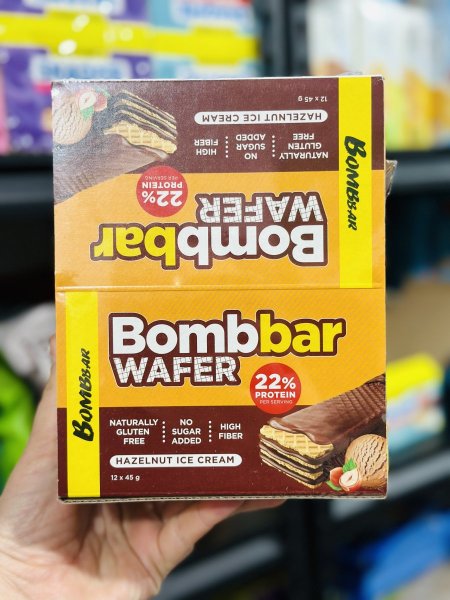 12 x 45 g
HAZELNUT ICE CREAM
NATURALLY
GLUTEN
FREE
NO
SUGAR
ADDED
HIGH
FIBER
22%
PROTEIN
PER SERVING
Bombbar
WAFER
BOMBBAR
Bombbar
WAFER
22%
PROTEIN
PER SERVING
NATURALLY
GLUTEN
FREE
NO
SUGAR
ADDED
HIGH
FIBER
HAZELNUT ICE CREAM
12 x 45 g
BOMBBAR